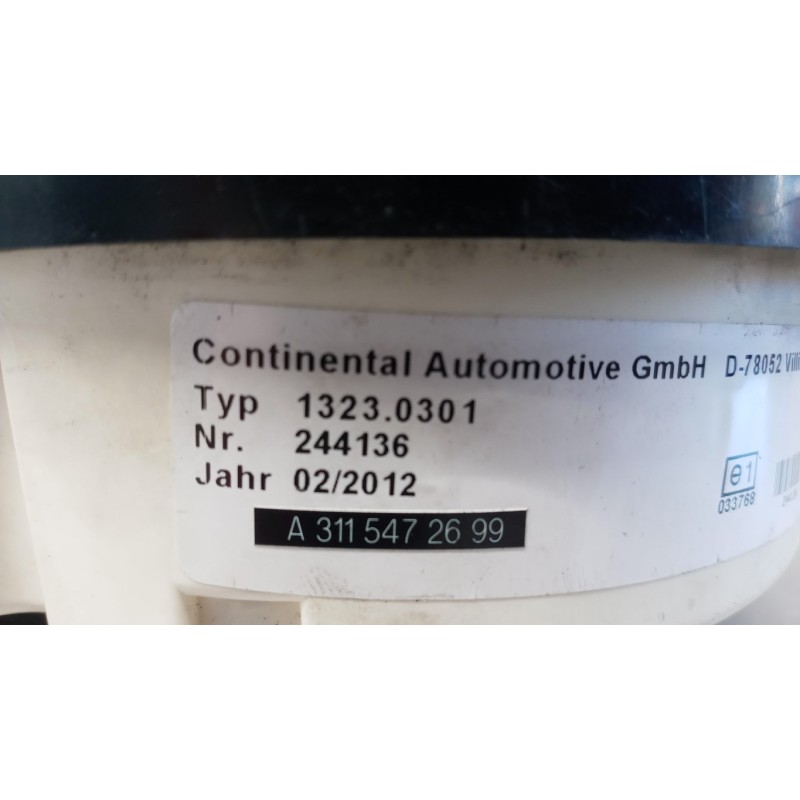 Continental Automotive GmbH D-78052
Typ 1323.0301
Nr. 244136
Jahr 02/2012
e1
033768
A 311 547 26 99